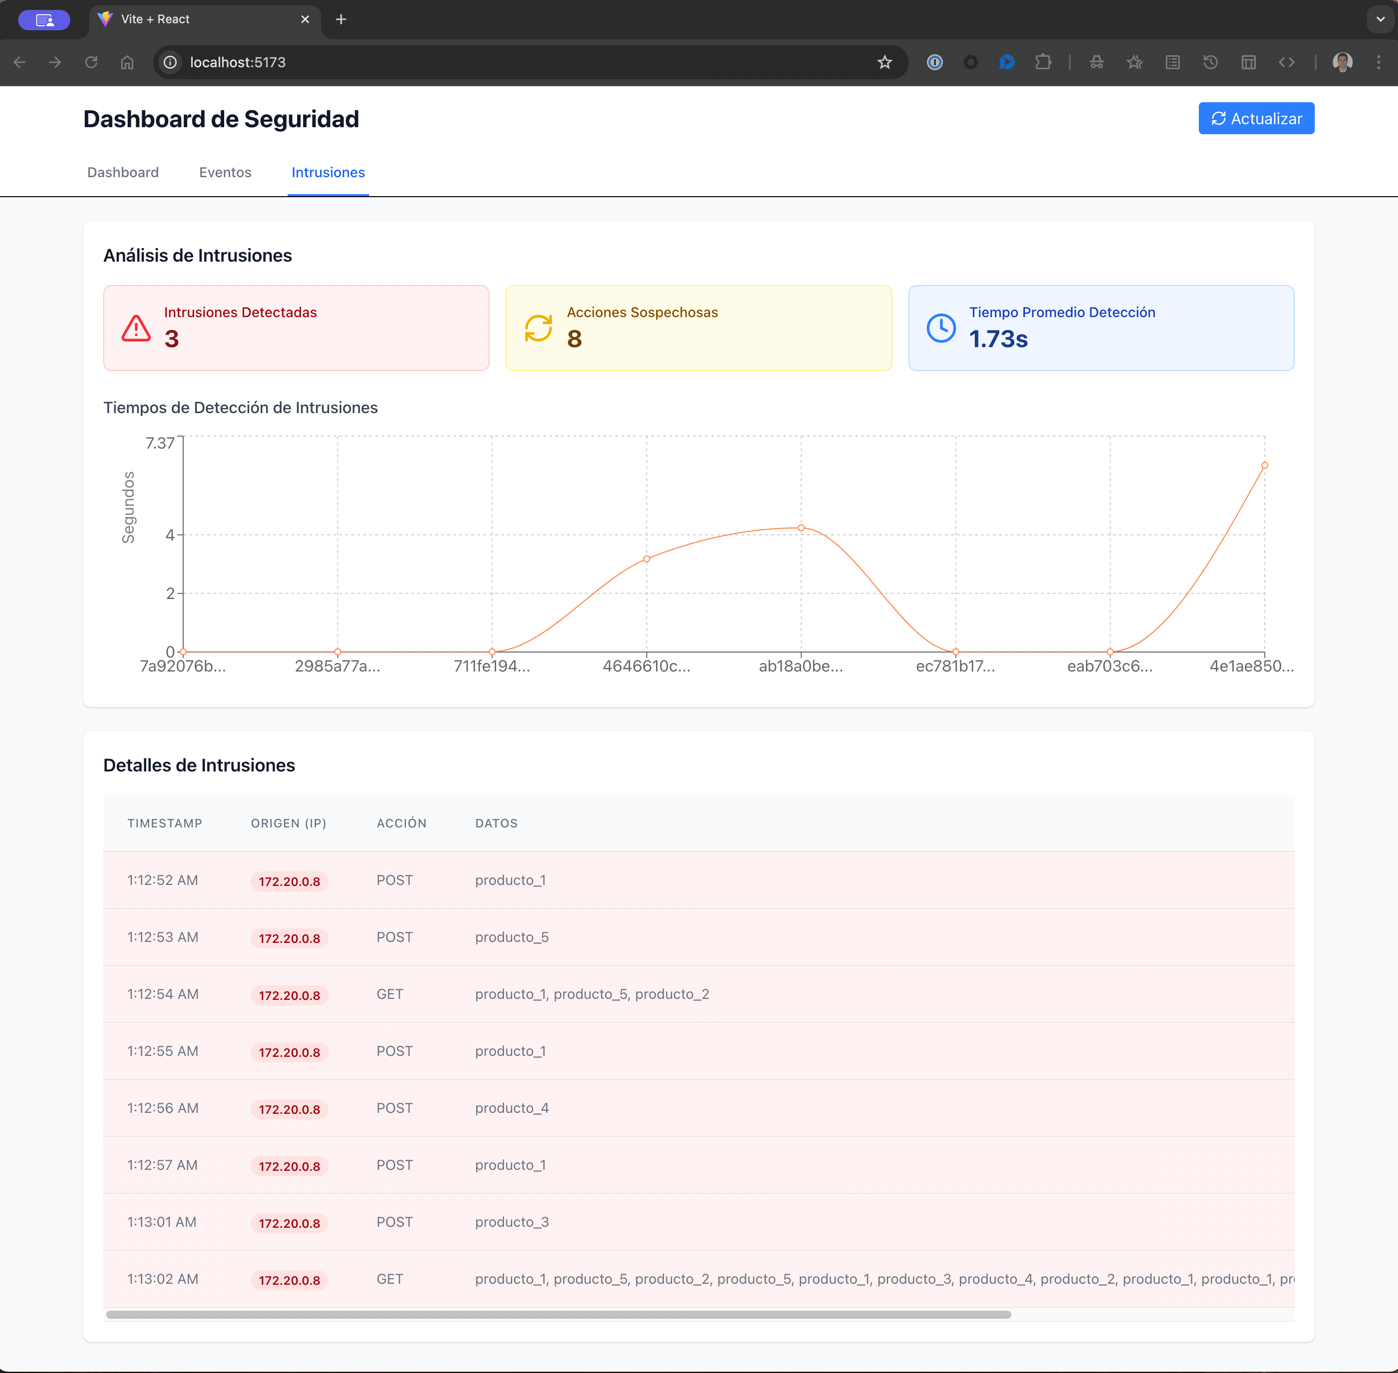 Vite + React
localhost:5173
Dashboard de Seguridad
Actualizar
Dashboard
Eventos
Intrusiones
Análisis de Intrusiones
Intrusiones Detectadas
3
Acciones Sospechosas
8
Tiempo Promedio Detección
1.73s
Tiempos de Detección de Intrusiones
7.37
4
2
0
Segundos
7a92076b...
2985a77a...
711fe194...
4646610c...
ab18a0be...
ec781b17...
eab703c6...
4e1ae850...
Detalles de Intrusiones
TIMESTAMP ORIGEN (IP) ACCIÓN DATOS
1:12:52 AM 172.20.0.8 POST producto_1
1:12:53 AM 172.20.0.8 POST producto_5
1:12:54 AM 172.20.0.8 GET producto_1, producto_5, producto_2
1:12:55 AM 172.20.0.8 POST producto_1
1:12:56 AM 172.20.0.8 POST producto_4
1:12:57 AM 172.20.0.8 POST producto_1
1:13:01 AM 172.20.0.8 POST producto_3
1:13:02 AM 172.20.0.8 GET producto_1, producto_5, producto_2, producto_5, producto_1, producto_3, producto_4, producto_2, producto_1, producto_1,